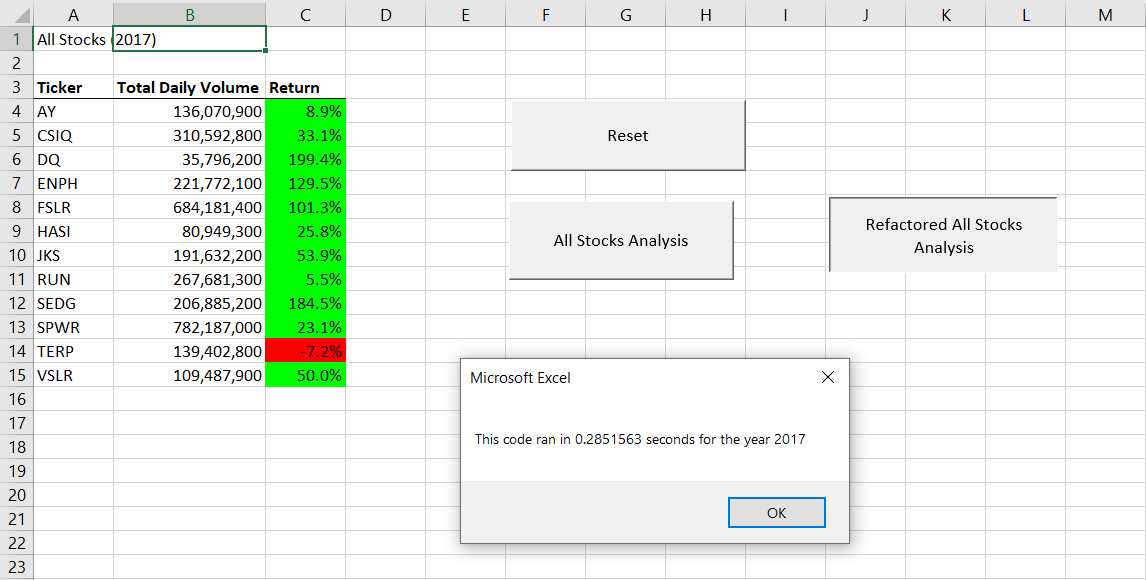 A B C D E F G H I J K L M
1 All Stocks (2017)
2
3 Ticker Total Daily Volume Return
4 AY 136,070,900 8.9%
5 CSIQ 310,592,800 33.1%
6 DQ 35,796,200 199.4%
7 ENPH 221,772,100 129.5%
8 FSLR 684,181,400 101.3%
9 HASI 80,949,300 25.8%
10 JKS 191,632,200 53.9%
11 RUN 267,681,300 5.5%
12 SEDG 206,885,200 184.5%
13 SPWR 782,187,000 23.1%
14 TERP 139,402,800 -7.2%
15 VSLR 109,487,900 50.0%
16
17
18
19
20
21
22
23
Reset
All Stocks Analysis
Refactored All Stocks
Analysis
Microsoft Excel
This code ran in 0.2851563 seconds for the year 2017
OK